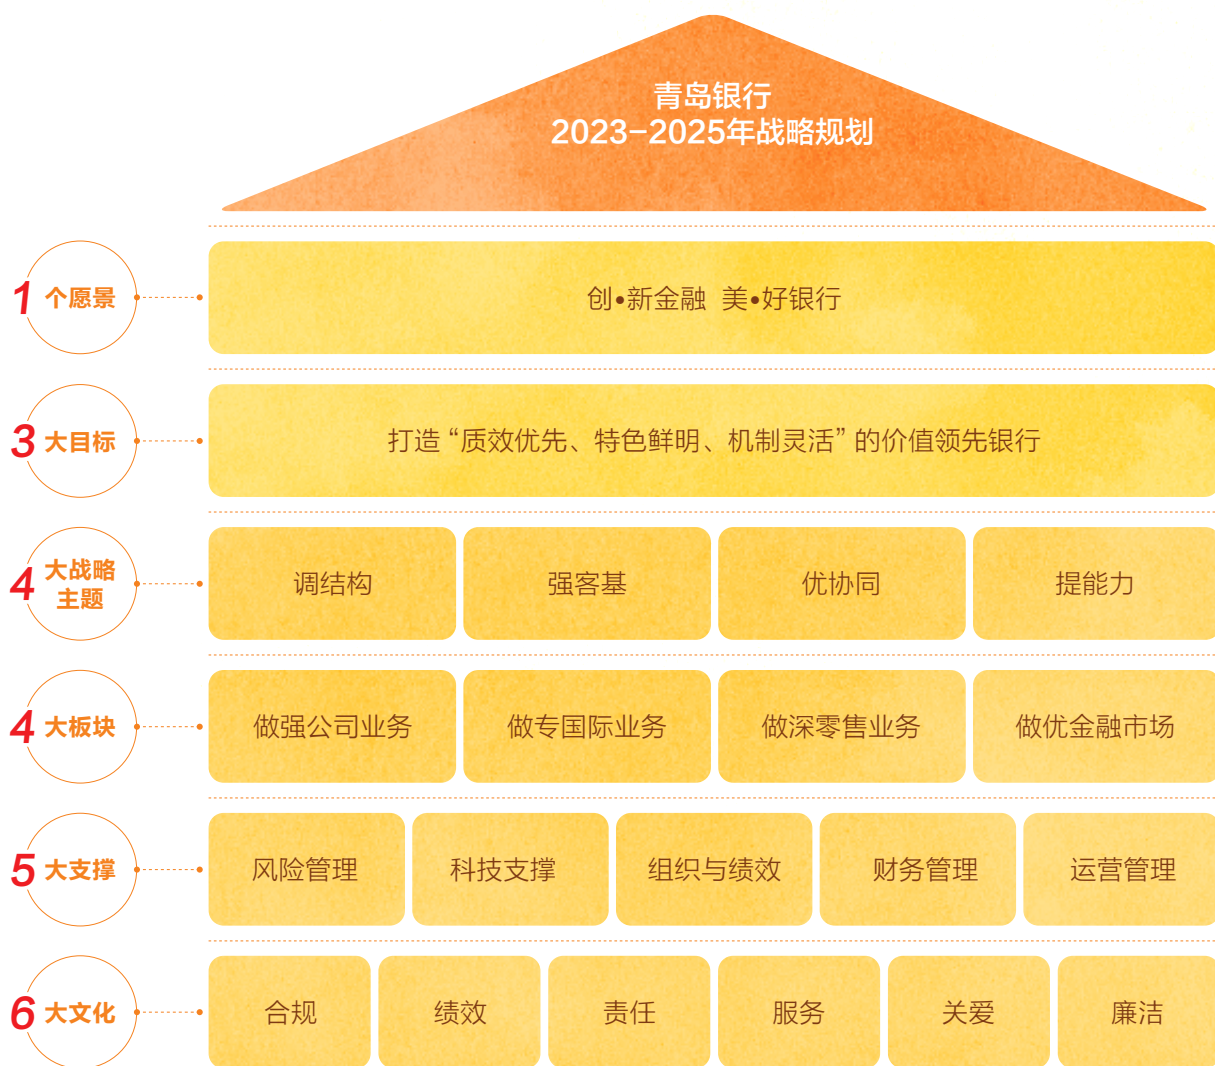 青岛银行
2023-2025年战略规划
1 个愿景
创•新金融 美•好银行
3 大目标
打造“质效优先、特色鲜明、机制灵活”的价值领先银行
4 大战略
主题
调结构
强客基
优协同
提能力
4 大板块
做强公司业务
做专国际业务
做深零售业务
做优金融市场
5 大支撑
风险管理
科技支撑
组织与绩效
财务管理
运营管理
6 大文化
合规
绩效
责任
服务
关爱
廉洁